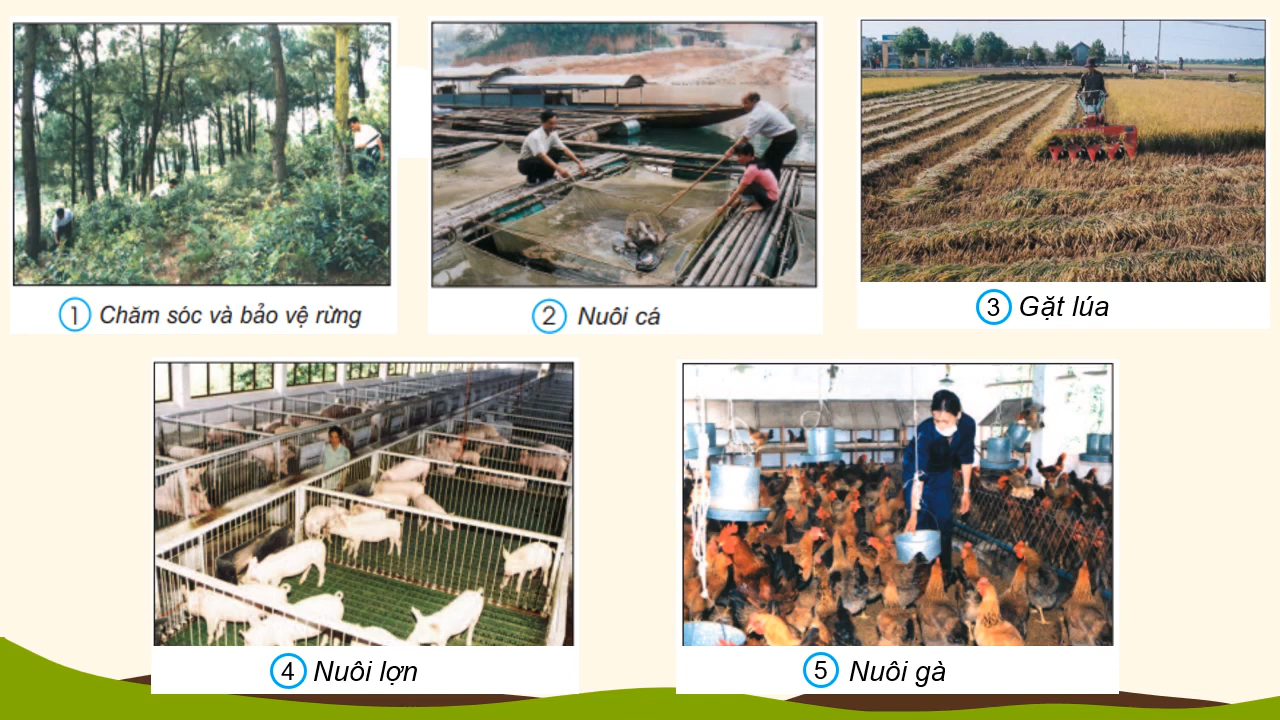 1 Chăm sóc và bảo vệ rừng
2 Nuôi cá
3 Gặt lúa
4 Nuôi lợn
5 Nuôi gà